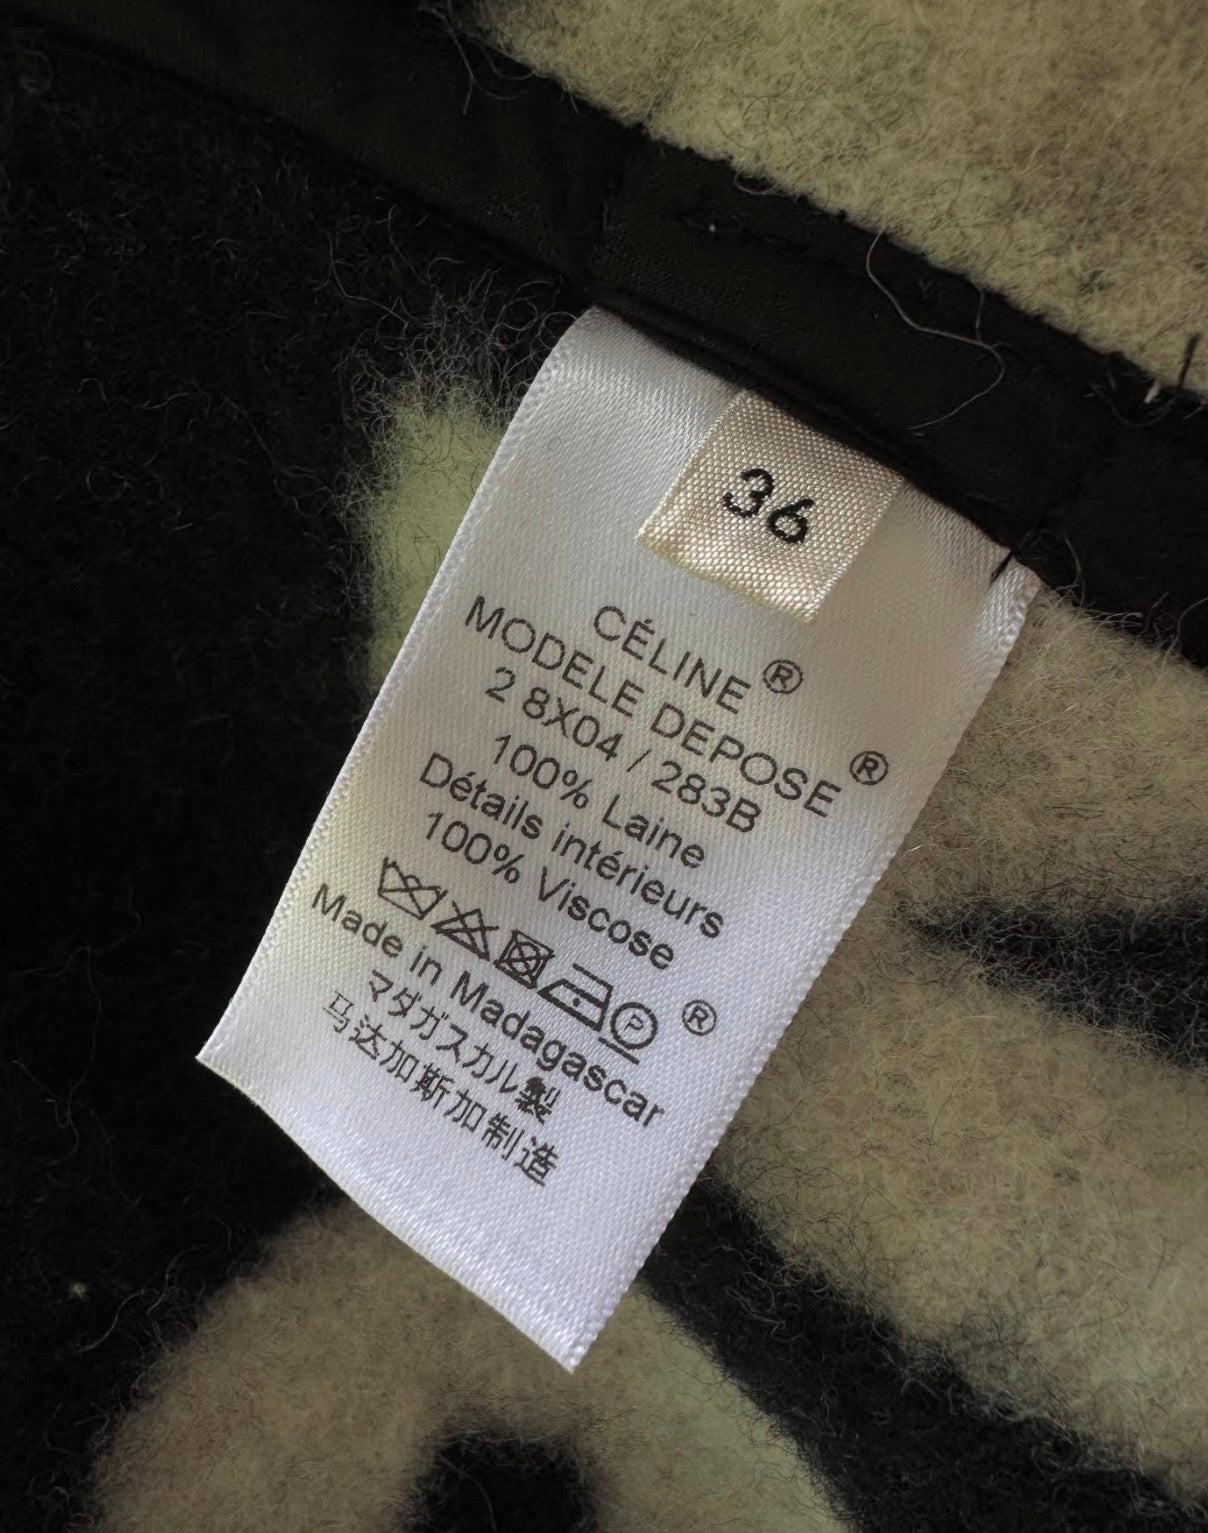 36
CÉLINE ®
MODELE DEPOSE ®
2 8X04 / 283B
100% Laine
Détails intérieurs
100% Viscose
P ®
Made in Madagascar
マダガスカル製
马达加斯加制造